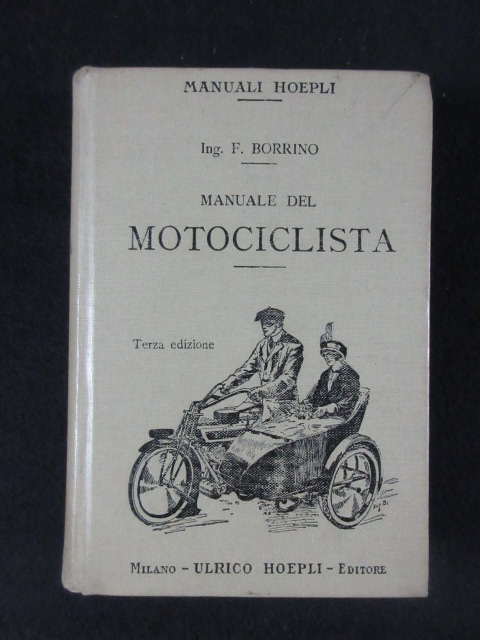 MANUALI HOEPLI
Ing. F. BORRINO
MANUALE DEL
MOTOCICLISTA
Terza edizione
MILANO – ULRICO HOEPLI – EDITORE